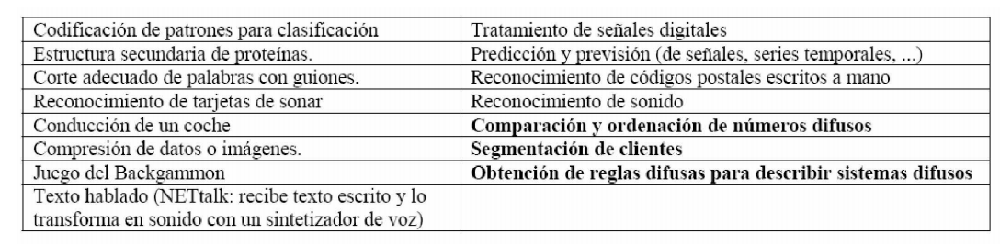 Codificación de patrones para clasificación
Tratamiento de señales digitales
Estructura secundaria de proteínas.
Predicción y previsión (de señales, series temporales, ...)
Corte adecuado de palabras con guiones.
Reconocimiento de códigos postales escritos a mano
Reconocimiento de tarjetas de sonar
Reconocimiento de sonido
Conducción de un coche
Comparación y ordenación de números difusos
Compresión de datos o imágenes.
Segmentación de clientes
Juego del Backgammon
Obtención de reglas difusas para describir sistemas difusos
Texto hablado (NETtalk: recibe texto escrito y lo
transforma en sonido con un sintetizador de voz)